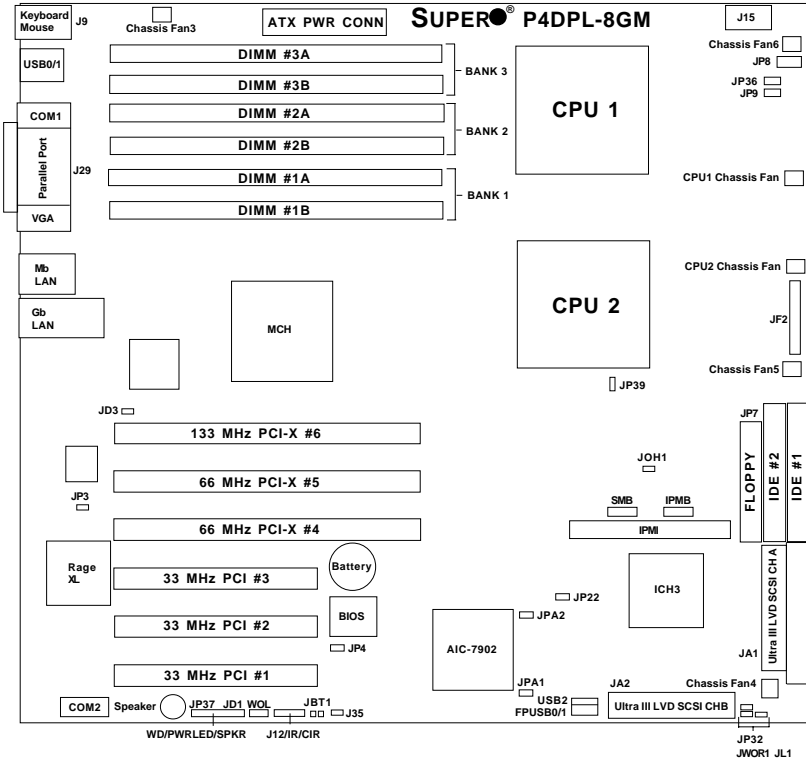 Keyboard
Mouse
J9
Chassis Fan3
ATX PWR CONN
SUPER® P4DPL-8GM
J15
Chassis Fan6
JP8
JP36
JP9
USB0/1
DIMM #3A
DIMM #3B
BANK 3
DIMM #2A
DIMM #2B
BANK 2
DIMM #1A
DIMM #1B
BANK 1
CPU 1
COM1
Parallel Port
J29
VGA
CPU1 Chassis Fan
Mb
LAN
Gb
LAN
MCH
CPU 2
CPU2 Chassis Fan
JF2
Chassis Fan5
JP39
JD3
133 MHz PCI-X #6
66 MHz PCI-X #5
66 MHz PCI-X #4
JP3
JP7
FLOPPY
IDE #2
IDE #1
JOH1
SMB
IPMB
IPMI
Rage
XL
33 MHz PCI #3
Battery
33 MHz PCI #2
BIOS
JP4
33 MHz PCI #1
JP22
JPA2
ICH3
AIC-7902
Ultra III LVD SCSI CH A
JA1
JPA1
JA2
Chassis Fan4
USB2
FPUSB0/1
Ultra III LVD SCSI CHB
COM2
Speaker
JP37
JD1
WOL
JBT1
J35
WD/PWRLED/SPKR
J12/IR/CIR
JP32
JWOR1
JL1